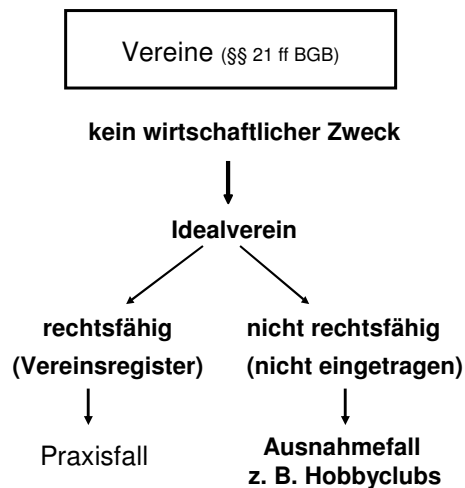 Vereine (§§ 21 ff BGB)
kein wirtschaftlicher Zweck
Idealverein
rechtsfähig
(Vereinsregister)
nicht rechtsfähig
(nicht eingetragen)
Praxisfall
Ausnahmefall
z. B. Hobbyclubs